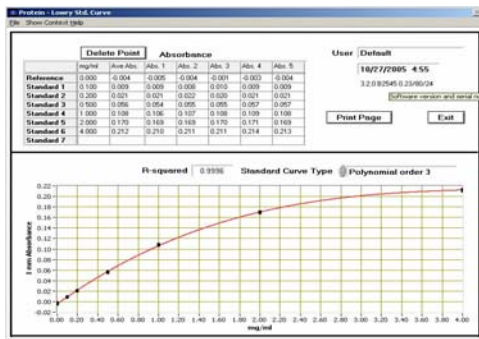 Protein - Lowry Std. Curve
File Show Context Help
Delete Point Absorbance
mg/ml Ave Abs. Abs. 1 Abs. 2 Abs. 3 Abs. 4 Abs. 5
Reference 0.000 -0.004 -0.005 -0.004 -0.001 -0.003 -0.004
Standard 1 0.100 0.009 0.009 0.008 0.010 0.009 0.009
Standard 2 0.200 0.021 0.021 0.022 0.020 0.021 0.021
Standard 3 0.500 0.056 0.054 0.055 0.055 0.057 0.057
Standard 4 1.000 0.108 0.106 0.107 0.108 0.109 0.108
Standard 5 2.000 0.170 0.169 0.169 0.170 0.171 0.169
Standard 6 4.000 0.212 0.210 0.211 0.211 0.214 0.213
Standard 7
User Default
10/27/2005 4:55
3.2.0 B2545 0.23/80/24
Software version and serial
Print Page Exit
R-squared 0.9996 Standard Curve Type Polynomial order 3
1 mm Absorbance
0.22
0.20
0.18
0.16
0.14
0.12
0.10
0.08
0.06
0.04
0.02
0.00
-0.02
0.00 0.20 0.40 0.60 0.80 1.00 1.20 1.40 1.60 1.80 2.00 2.20 2.40 2.60 2.80 3.00 3.20 3.40 3.60 3.80 4.00
mg/ml